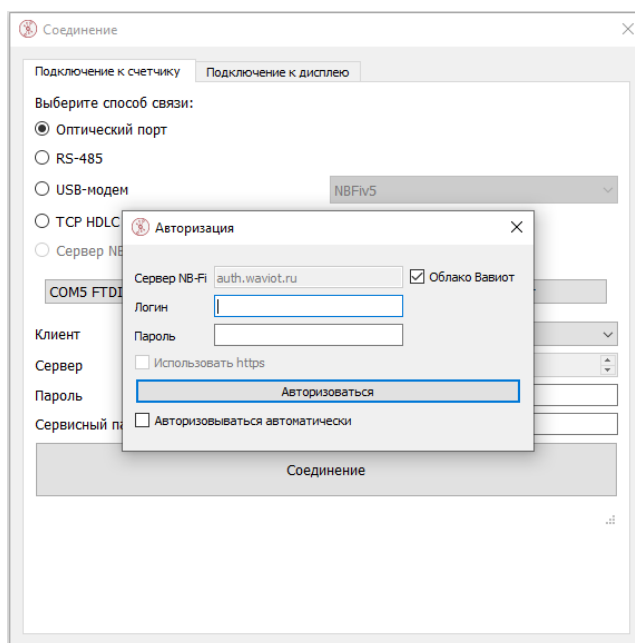 Соединение
Подключение к счетчику Подключение к дисплею
Выберите способ связи:
Оптический порт
RS-485
USB-модем NBFiv5
TCP HDLC
Сервер
COM5 FTDI
Клиент
Сервер
Пароль
Сервисный
Соединение
Авторизация
Сервер NB-Fi auth.waviot.ru Облако Вавиот
Логин
Пароль
Использовать https
Авторизоваться
Авторизовываться автоматически